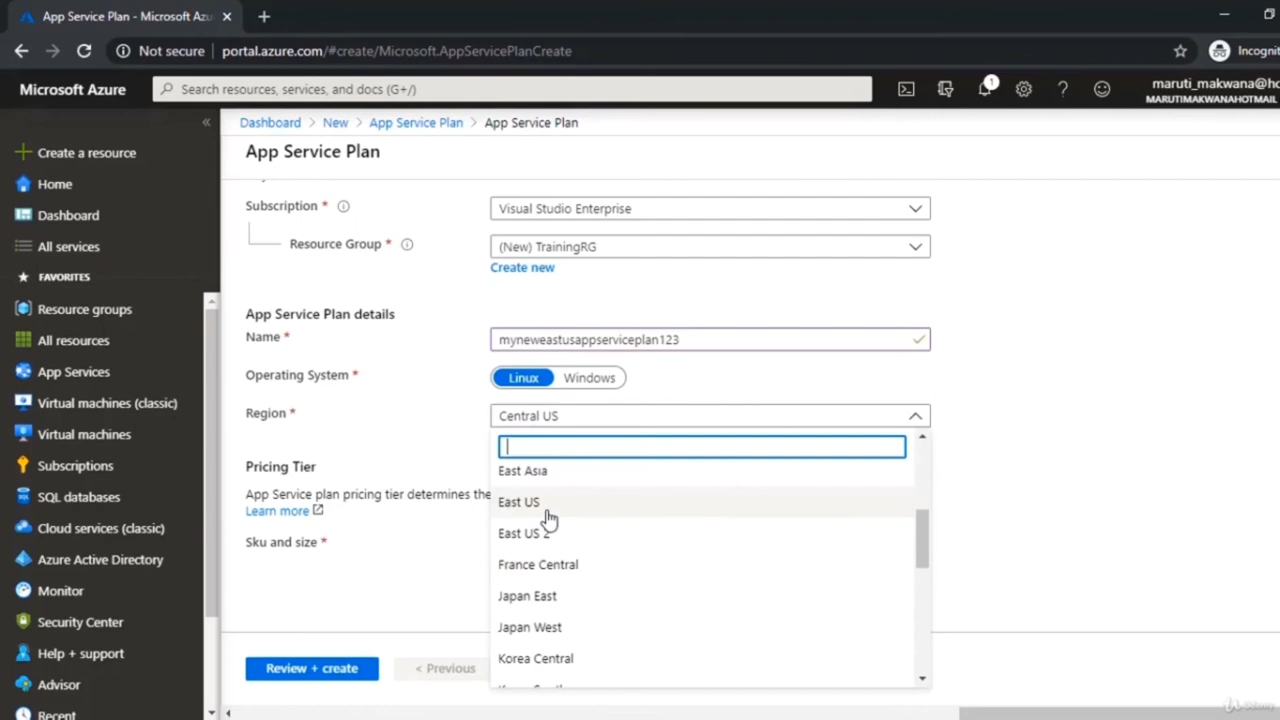 App Service Plan - Microsoft Azu
Not secure
portal.azure.com/#create/Microsoft.AppServicePlanCreate
Incognit
Microsoft Azure
Search resources, services, and docs (G+/)
1
maruti_makwana@ho
MARUTIMAKWANAHOTMAIL
Dashboard > New > App Service Plan > App Service Plan
App Service Plan
Create a resource
Home
Dashboard
All services
FAVORITES
Resource groups
All resources
App Services
Virtual machines (classic)
Virtual machines
Subscriptions
SQL databases
Cloud services (classic)
Azure Active Directory
Monitor
Security Center
Help + support
Advisor
Recent
Subscription *
Visual Studio Enterprise
Resource Group *
(New) TrainingRG
Create new
App Service Plan details
Name *
myneweastusappserviceplan123
Operating System *
Linux Windows
Region *
Central US
East Asia
East US
East US 2
France Central
Japan East
Japan West
Korea Central
Pricing Tier
App Service plan pricing tier determines the
Learn more
Sku and size *
Review + create
< Previous
Udemy